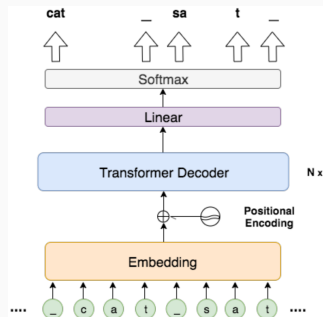 cat _ sa t _
Softmax
Linear
Transformer Decoder N x
Positional
Encoding
Embedding
.... _ c a t _ s a t ....